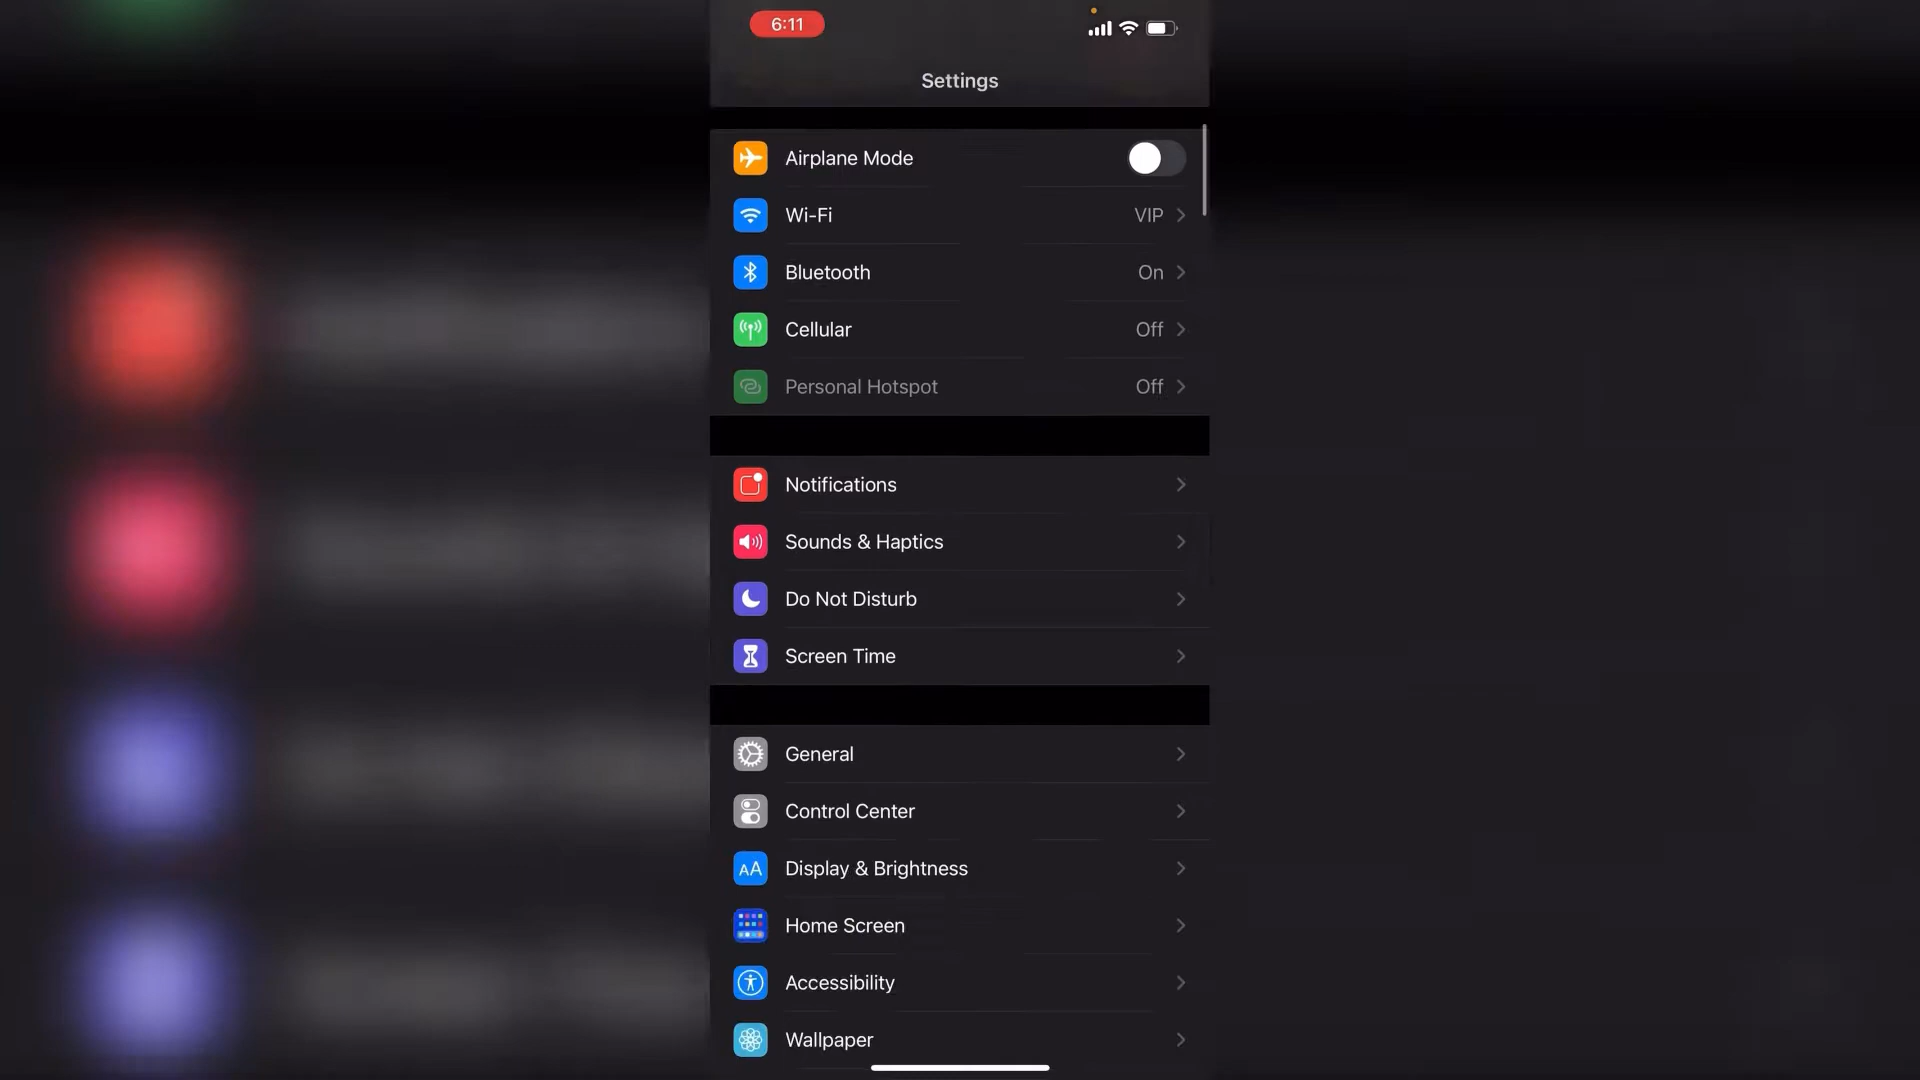 6:11
Settings
Airplane Mode
Wi-Fi VIP
Bluetooth On
Cellular Off
Personal Hotspot Off
Notifications
Sounds & Haptics
Do Not Disturb
Screen Time
General
Control Center
AA Display & Brightness
Home Screen
Accessibility
Wallpaper